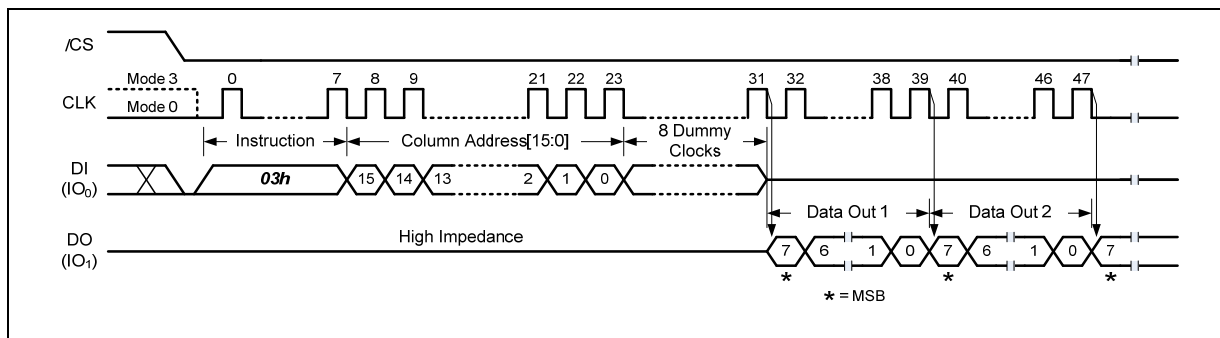 /CS
Mode 3 0 7 8 9 21 22 23 31 32 38 39 40 46 47
CLK Mode 0
Instruction Column Address[15:0] 8 Dummy Clocks
DI (IO0) 03h 15 14 13 2 1 0
Data Out 1 Data Out 2
DO (IO1) High Impedance 7 6 1 0 7 6 1 0 7
* * *
* = MSB